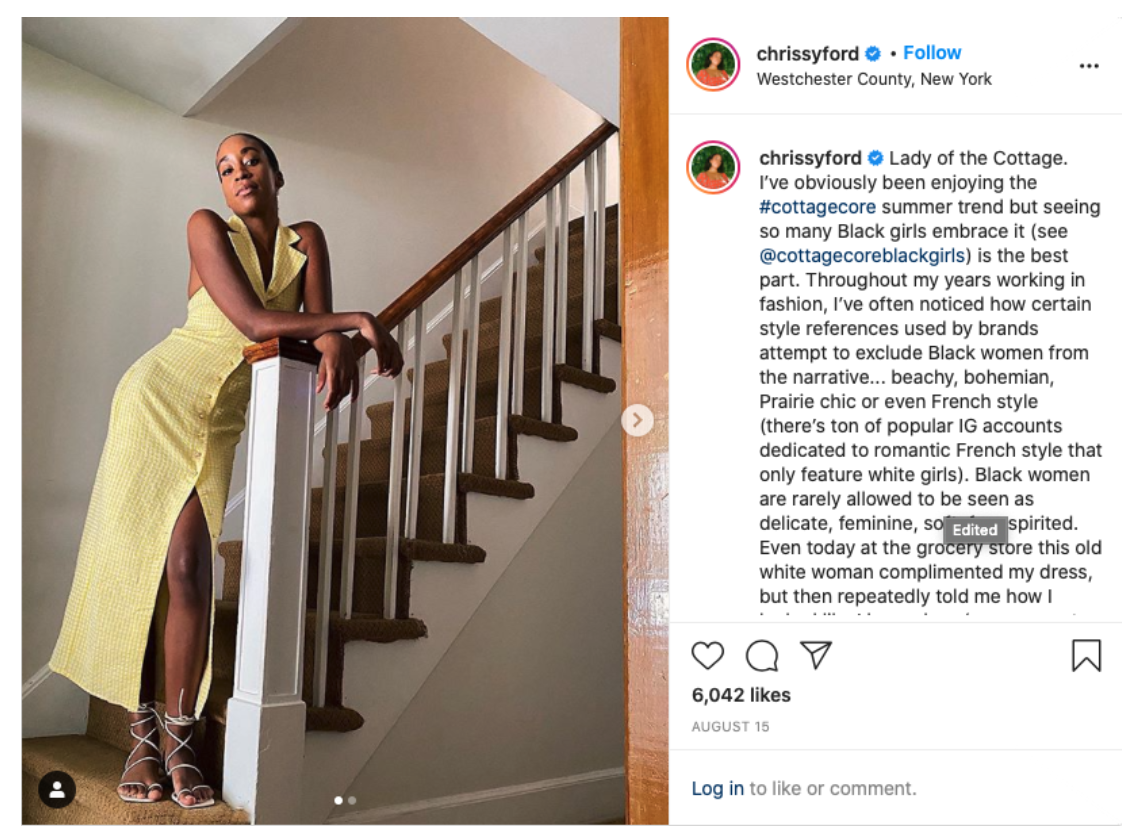 chrissyford • Follow
Westchester County, New York
chrissyford Lady of the Cottage.
I've obviously been enjoying the
#cottagecore summer trend but seeing
so many Black girls embrace it (see
@cottagecoreblackgirls) is the best
part. Throughout my years working in
fashion, I've often noticed how certain
style references used by brands
attempt to exclude Black women from
the narrative... beachy, bohemian,
Prairie chic or even French style
(there's ton of popular IG accounts
dedicated to romantic French style that
only feature white girls). Black women
are rarely allowed to be seen as
delicate, feminine, spirited.
Edited
Even today at the grocery store this old
white woman complimented my dress,
but then repeatedly told me how I
6,042 likes
AUGUST 15
Log in to like or comment.